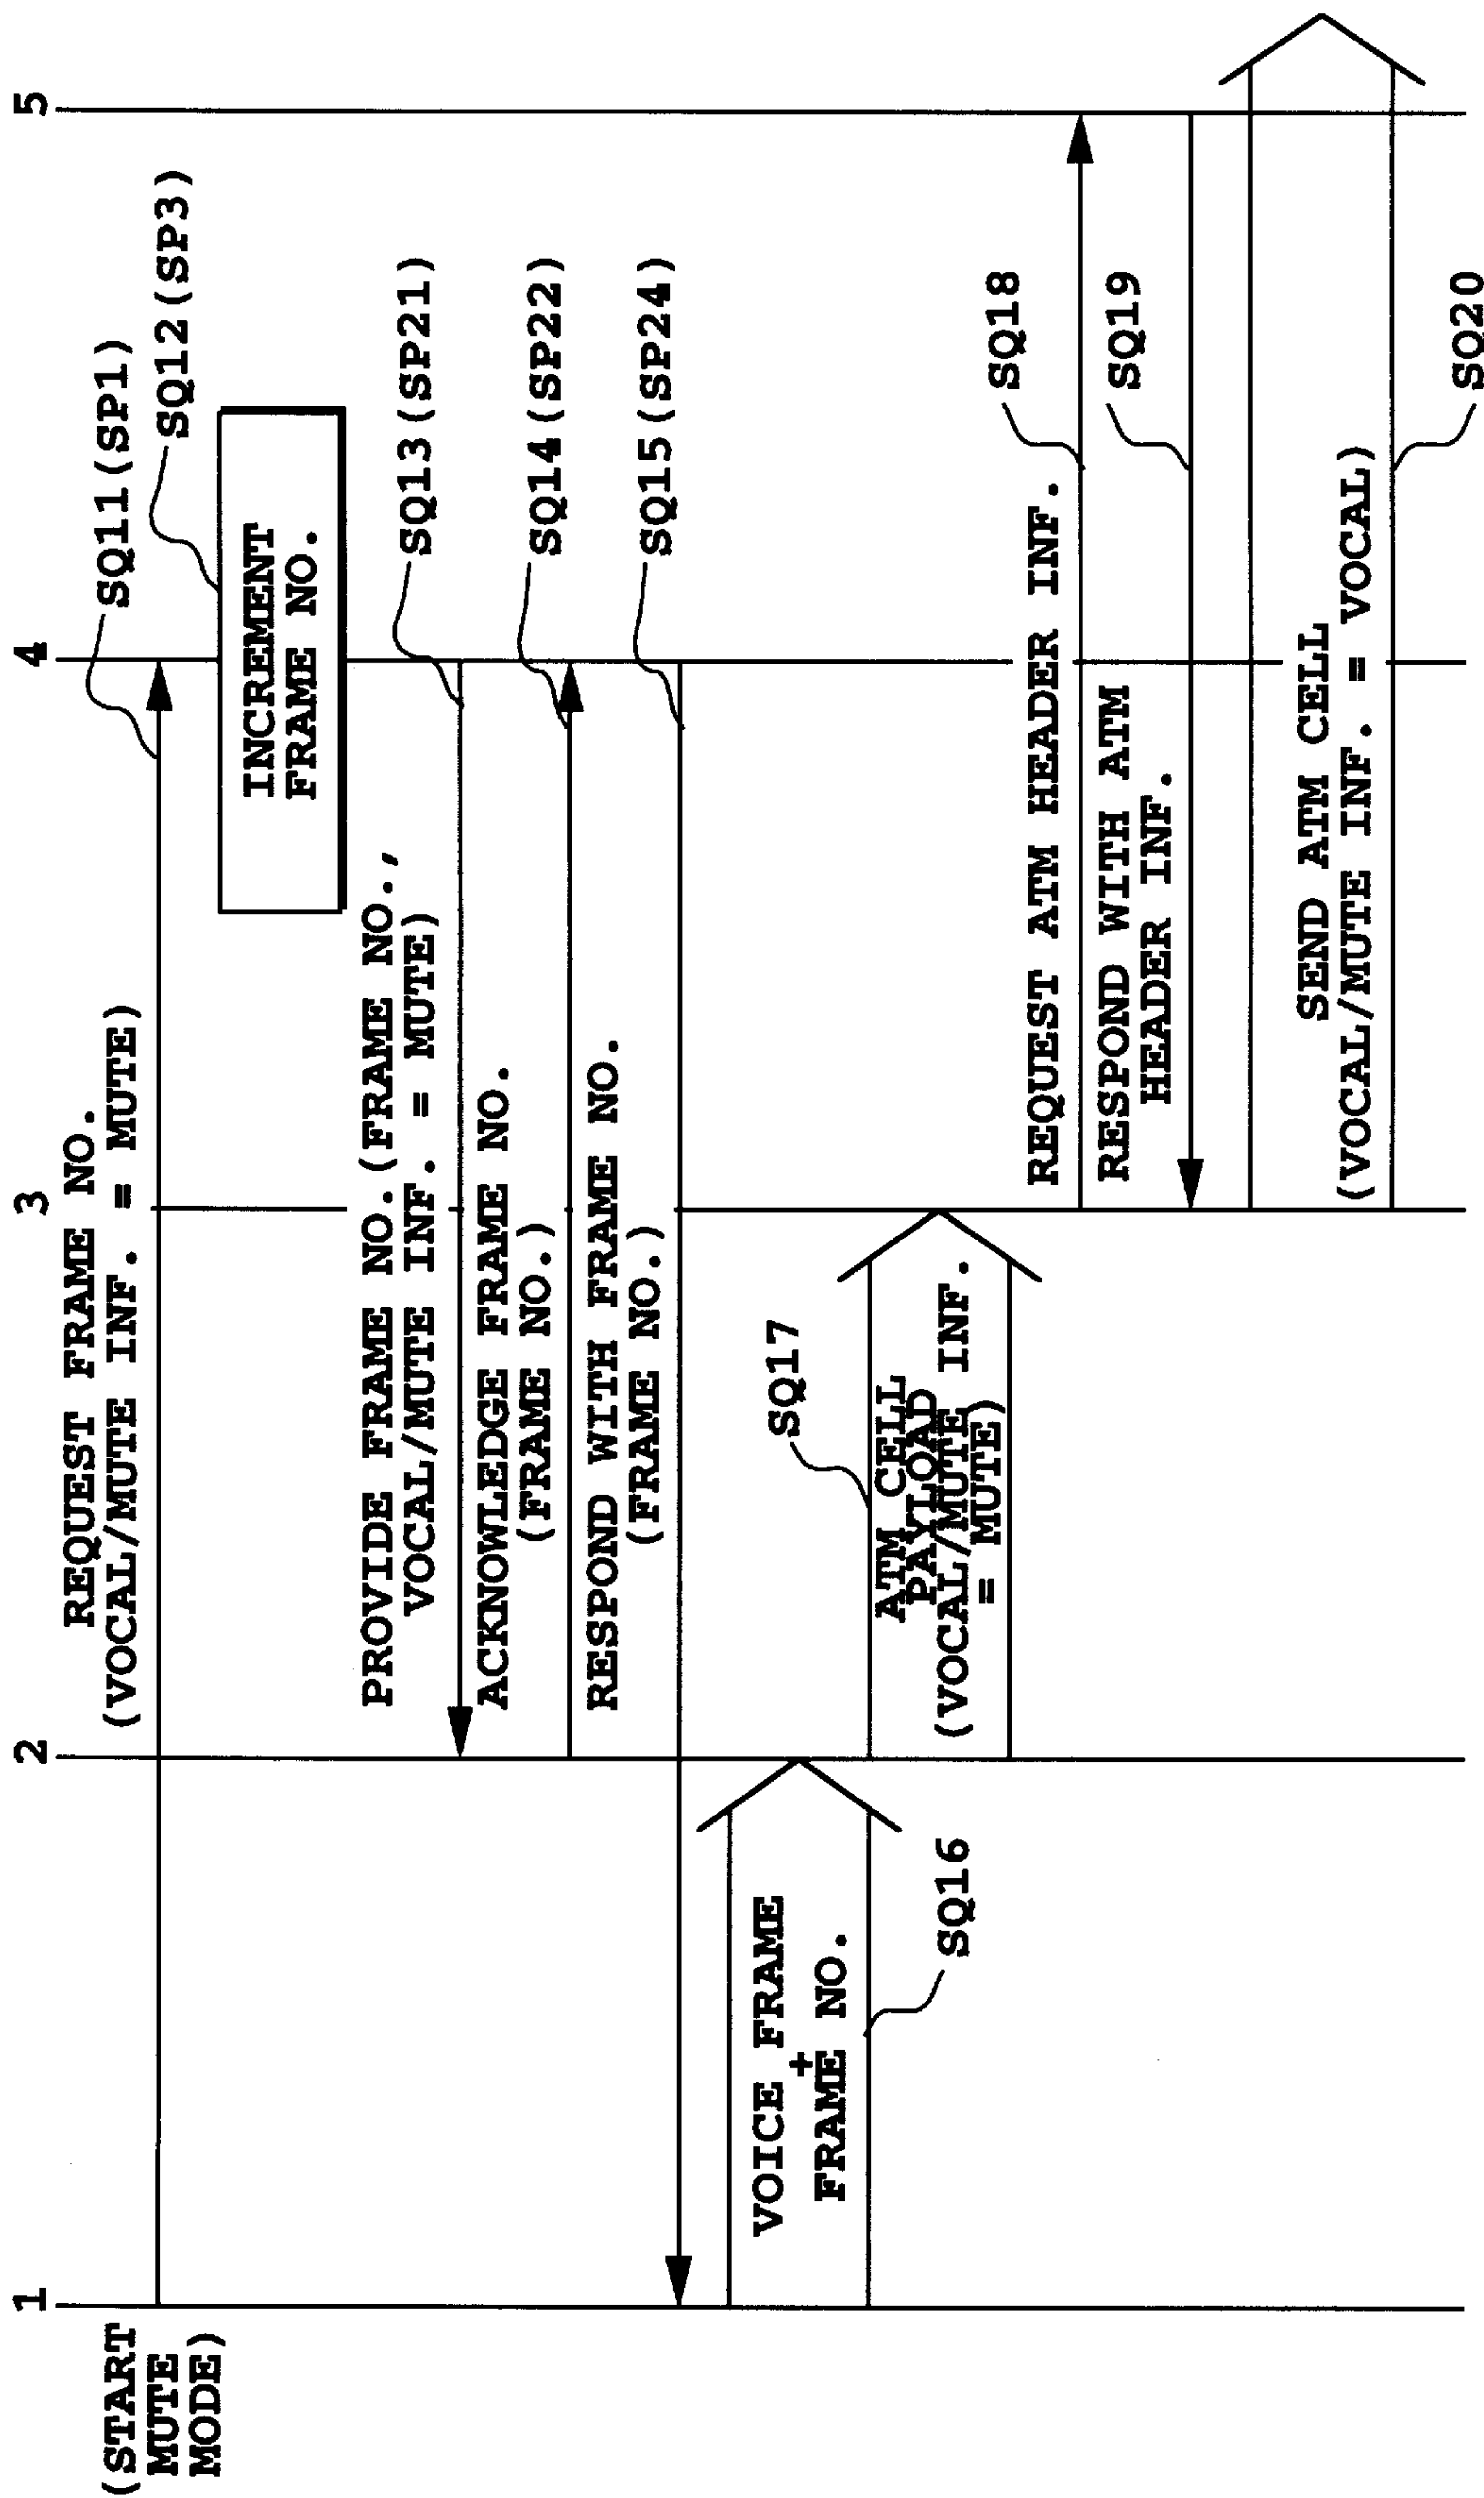 1
2
3
4
5
(START
MUTE
MODE)
REQUEST FRAME NO.
(VOCAL/MUTE INF. = MUTE)
SQ11(SP1)
SQ12(SP3)
INCREMENT
FRAME NO.
PROVIDE FRAME NO.(FRAME NO.,
VOCAL/MUTE INF. = MUTE)
SQ13(SP21)
ACKNOWLEDGE FRAME NO.
(FRAME NO.)
SQ14(SP22)
RESPOND WITH FRAME NO.
(FRAME NO.)
SQ15(SP24)
VOICE FRAME
+
FRAME NO.
SQ16
SQ17
ATM CELL
PAYLOAD
(VOCAL/MUTE INF.
= MUTE)
REQUEST ATM HEADER INF.
SQ18
RESPOND WITH ATM
HEADER INF.
SQ19
SEND ATM CELL
(VOCAL/MUTE INF. = VOCAL)
SQ20